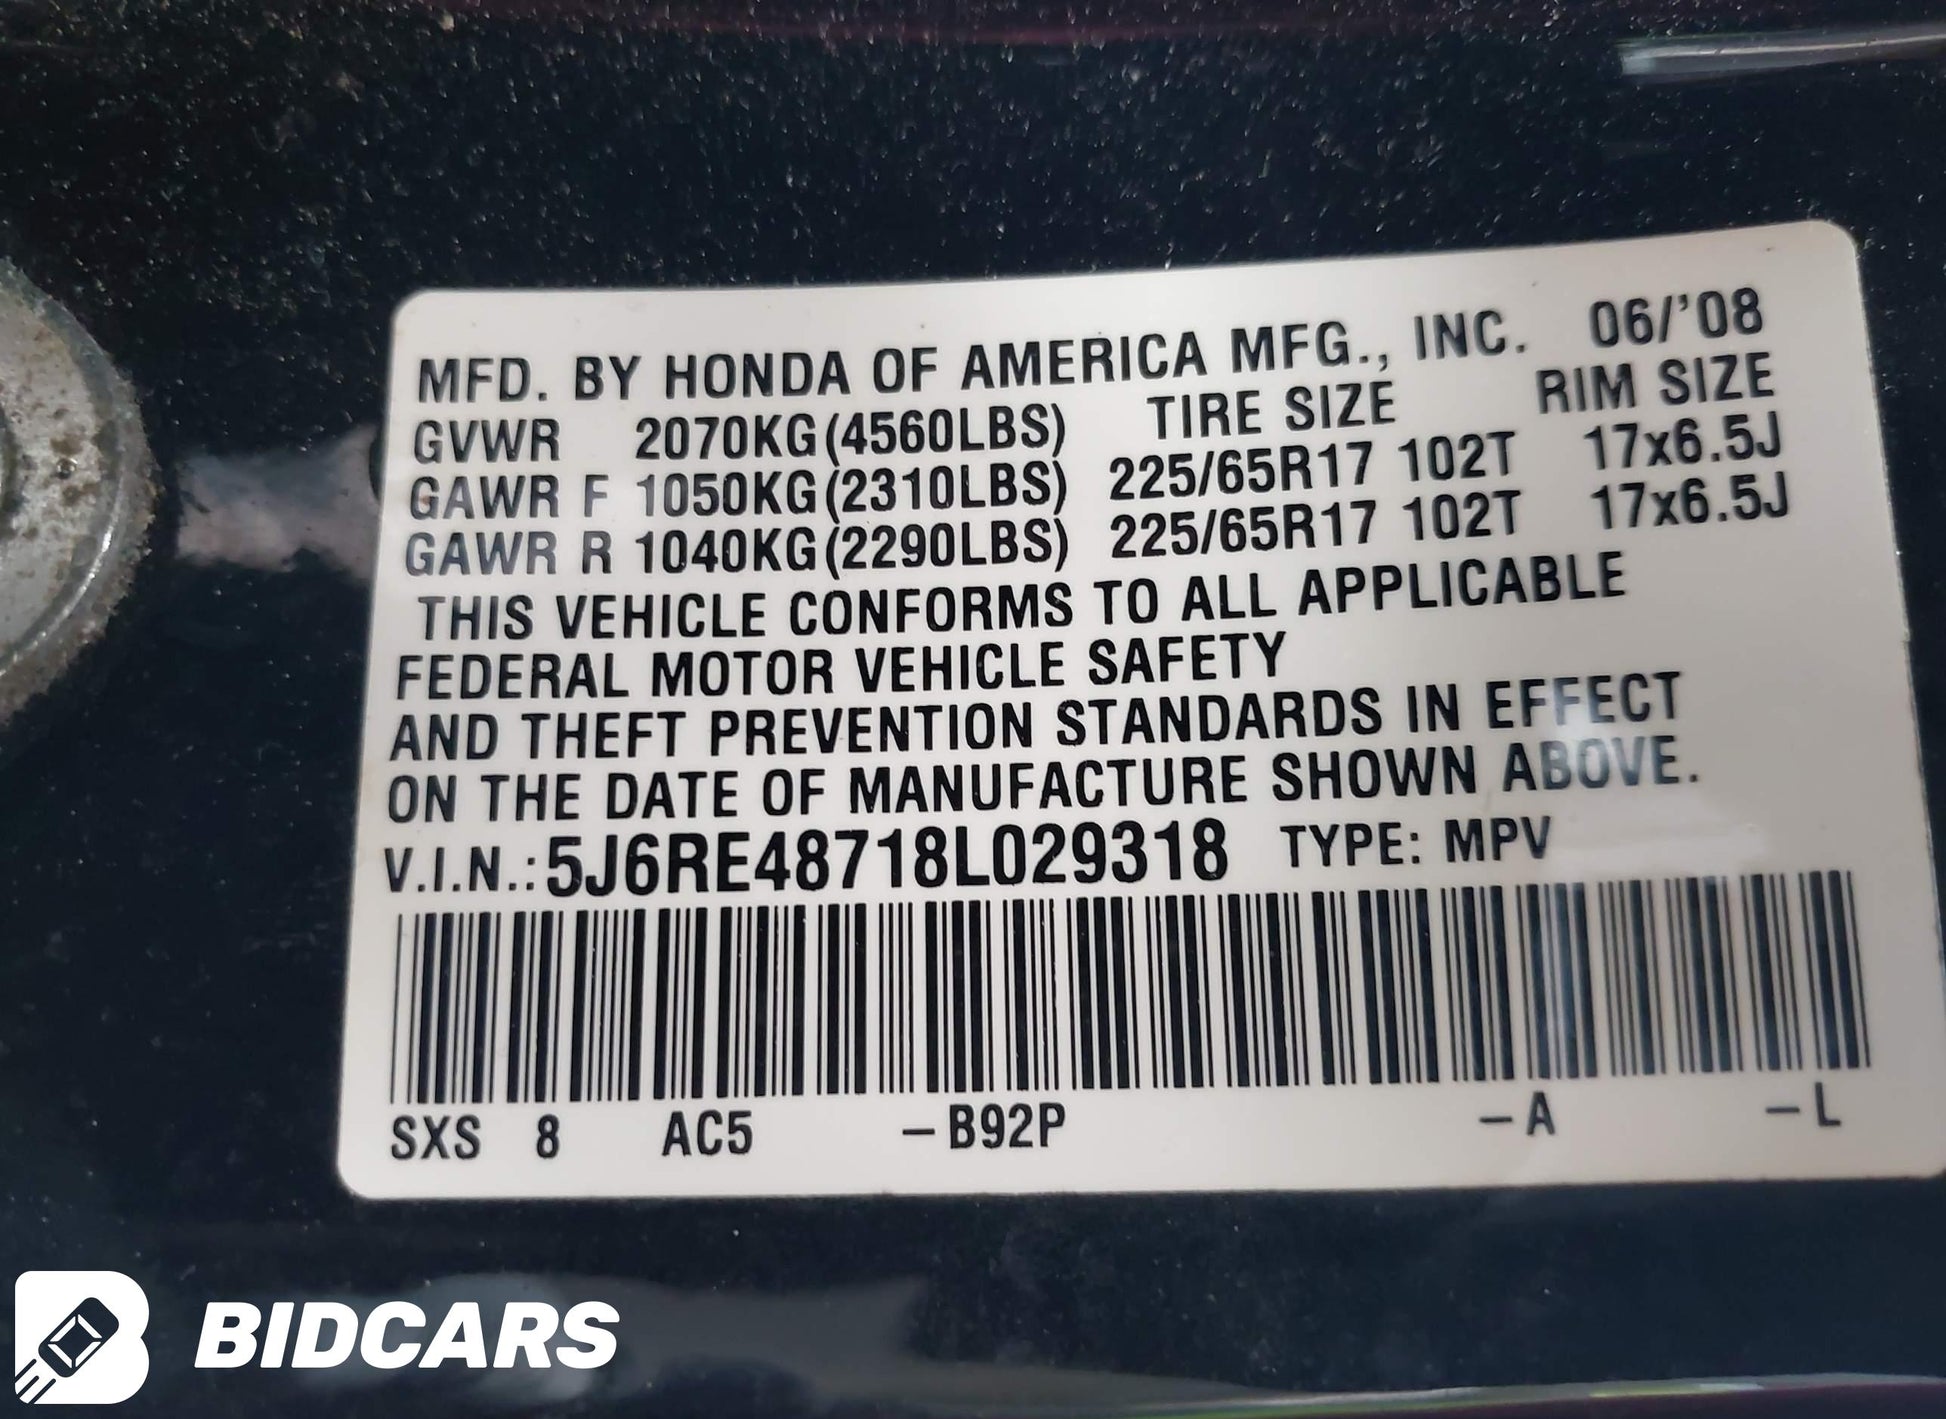 MFD. BY HONDA OF AMERICA MFG., INC. 06/'08
GVWR 2070KG(4560LBS) TIRE SIZE RIM SIZE
GAWR F 1050KG(2310LBS) 225/65R17 102T 17x6.5J
GAWR R 1040KG(2290LBS) 225/65R17 102T 17x6.5J
THIS VEHICLE CONFORMS TO ALL APPLICABLE
FEDERAL MOTOR VEHICLE SAFETY
AND THEFT PREVENTION STANDARDS IN EFFECT
ON THE DATE OF MANUFACTURE SHOWN ABOVE.
V.I.N.:5J6RE48718L029318 TYPE: MPV
SXS 8 AC5 –B92P –A –L
BIDCARS